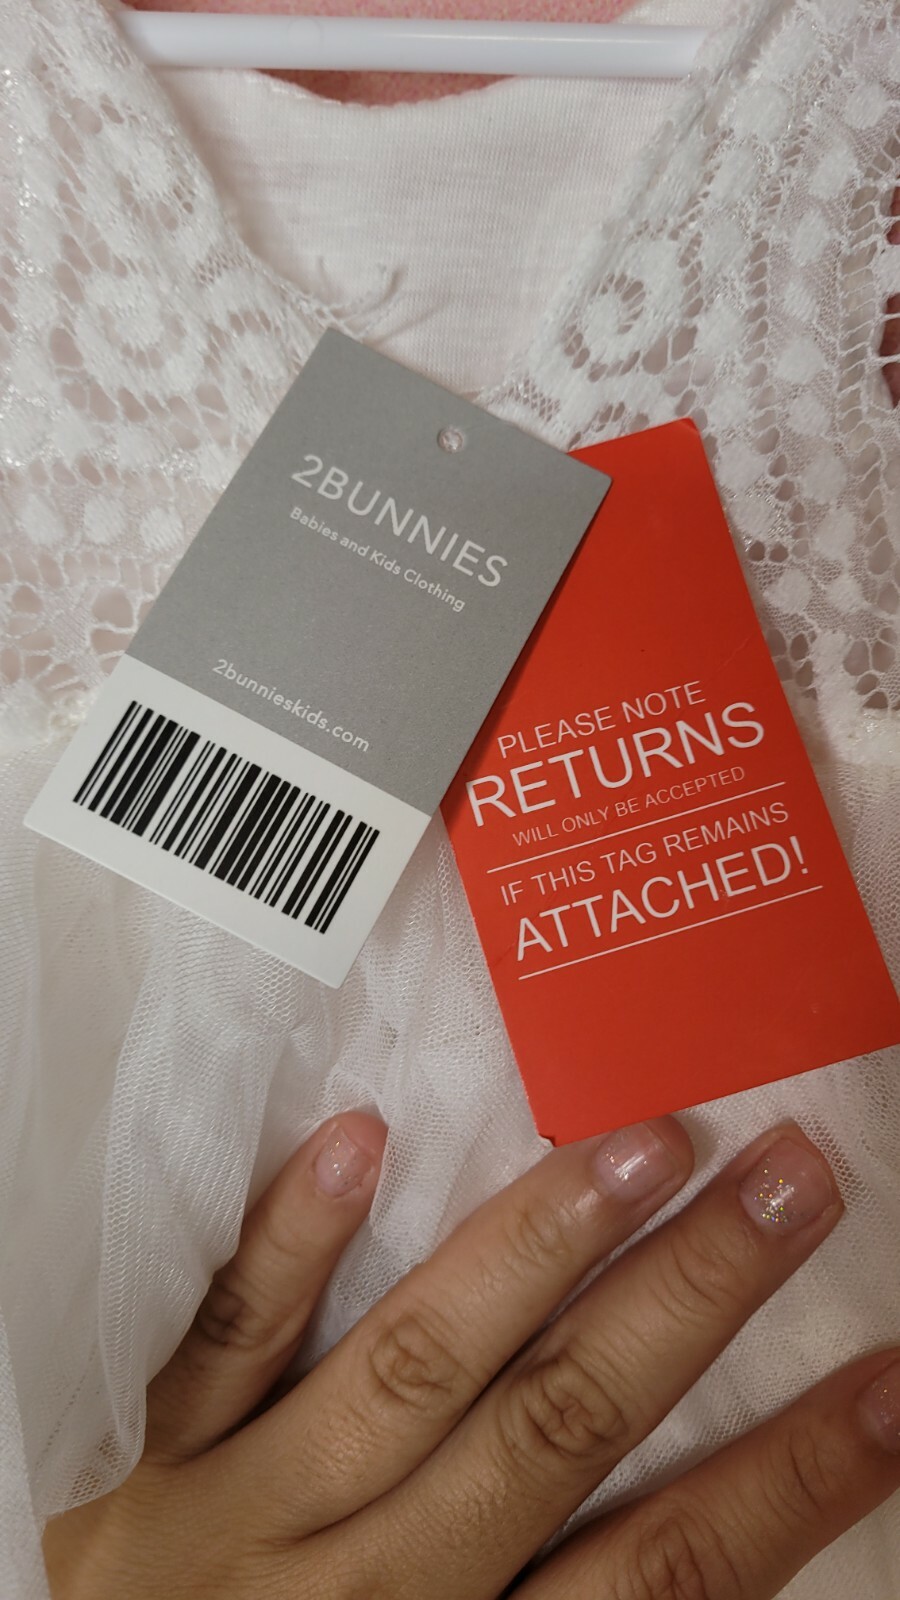 2BUNNIES
Babies and Kids Clothing
2bunnieskids.com
PLEASE NOTE
RETURNS
WILL ONLY BE ACCEPTED
IF THIS TAG REMAINS
ATTACHED!